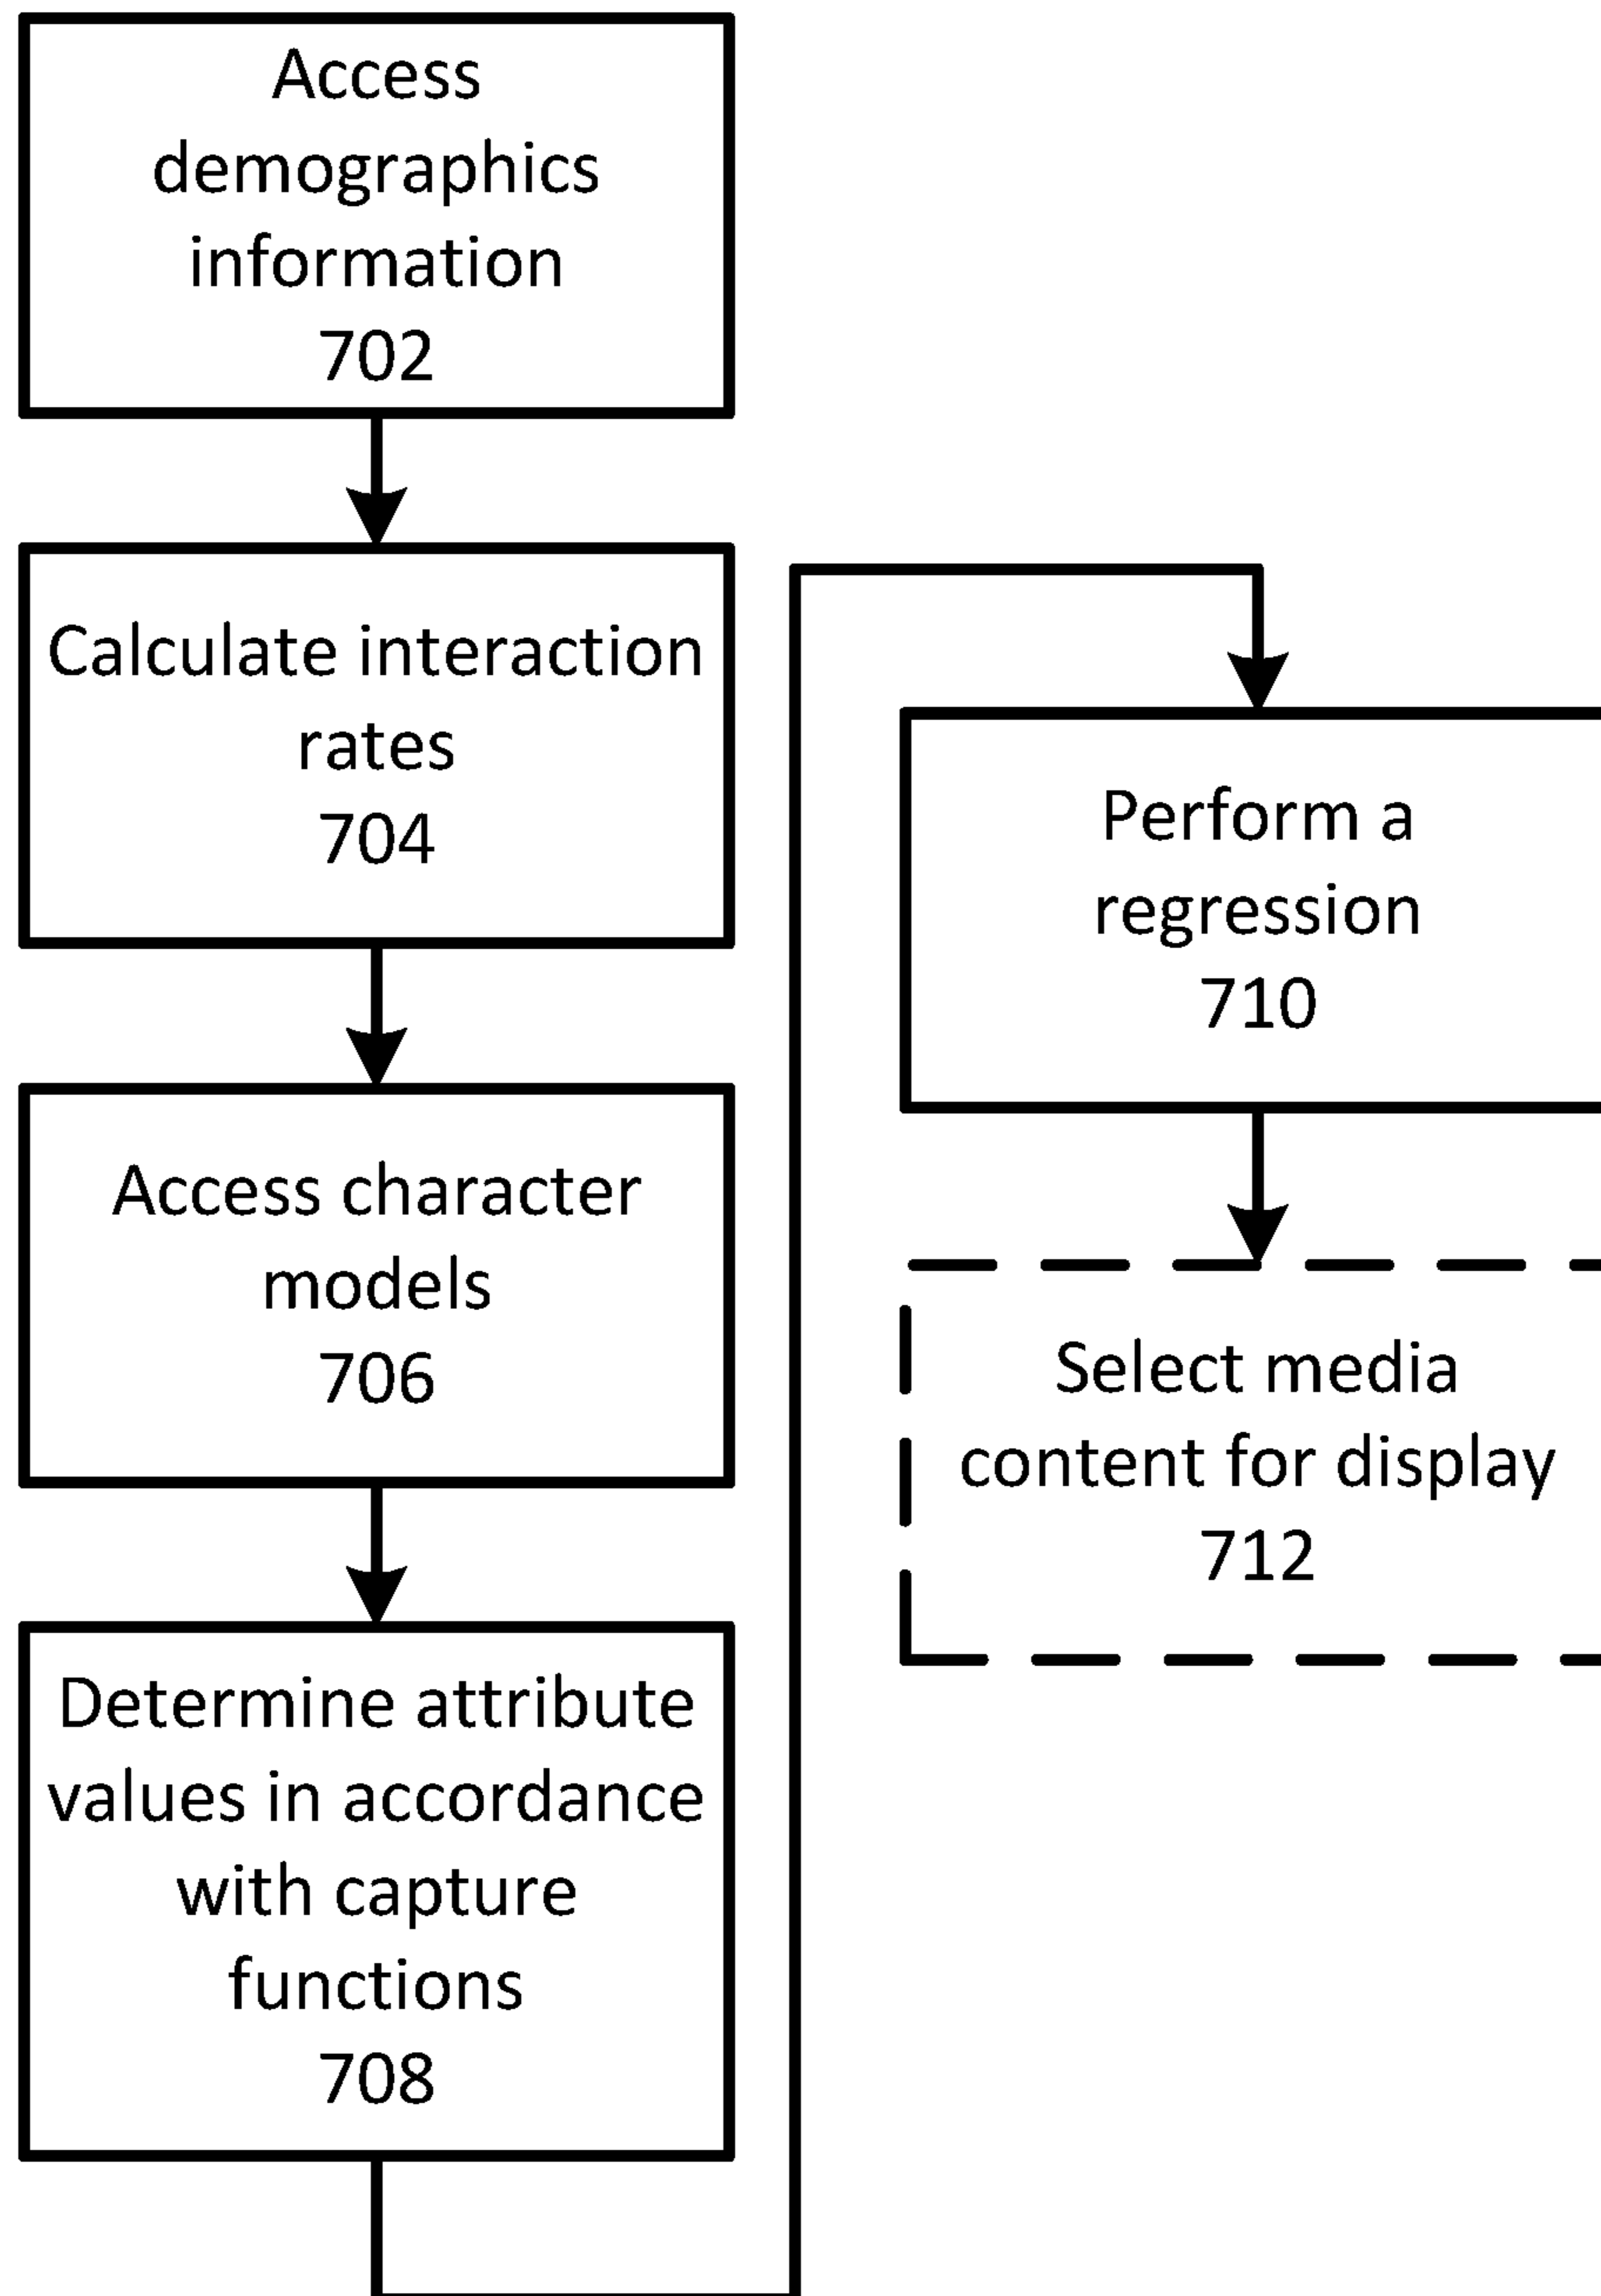 Access
demographics
information
702
Calculate interaction
rates
704
Access character
models
706
Determine attribute
values in accordance
with capture
functions
708
Perform a
regression
710
Select media
content for display
712